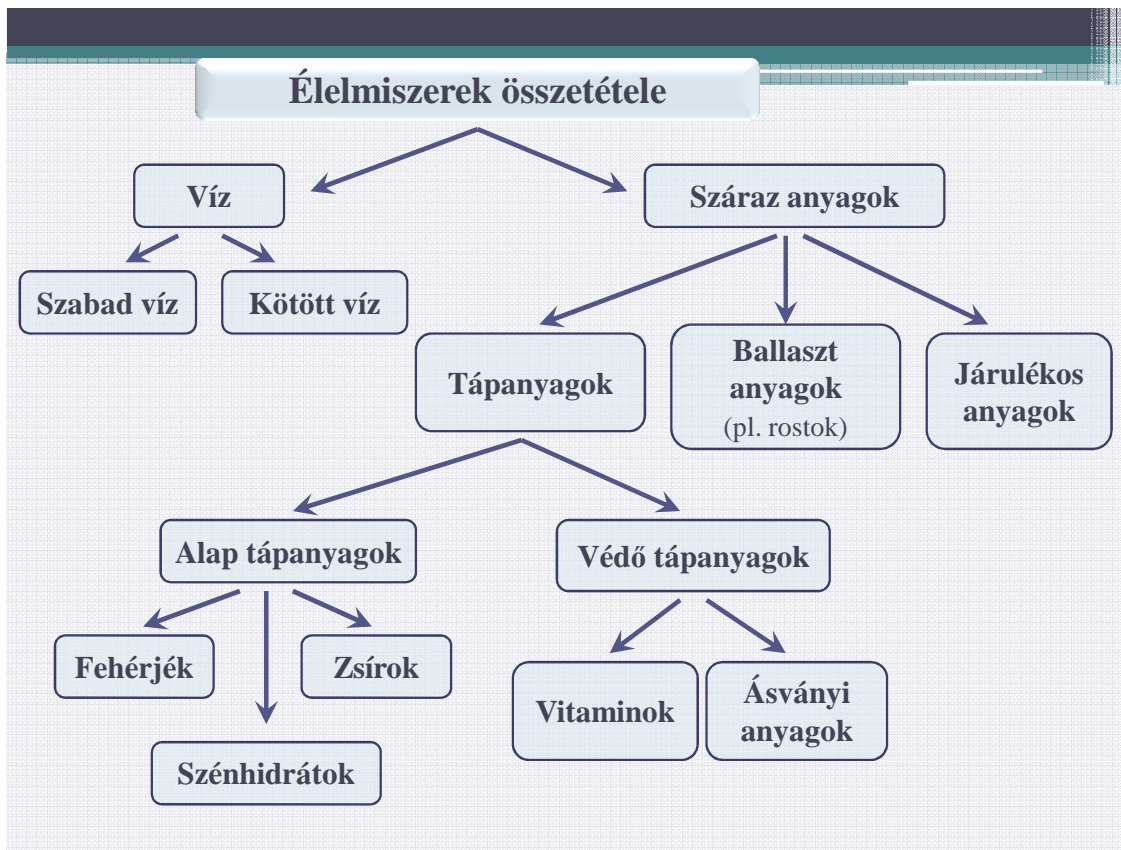 Élelmiszerek összetétele
Víz
Száraz anyagok
Szabad víz
Kötött víz
Tápanyagok
Ballaszt
anyagok
(pl. rostok)
Járulékos
anyagok
Alap tápanyagok
Védő tápanyagok
Fehérjék
Zsírok
Szénhidrátok
Vitaminok
Ásványi
anyagok